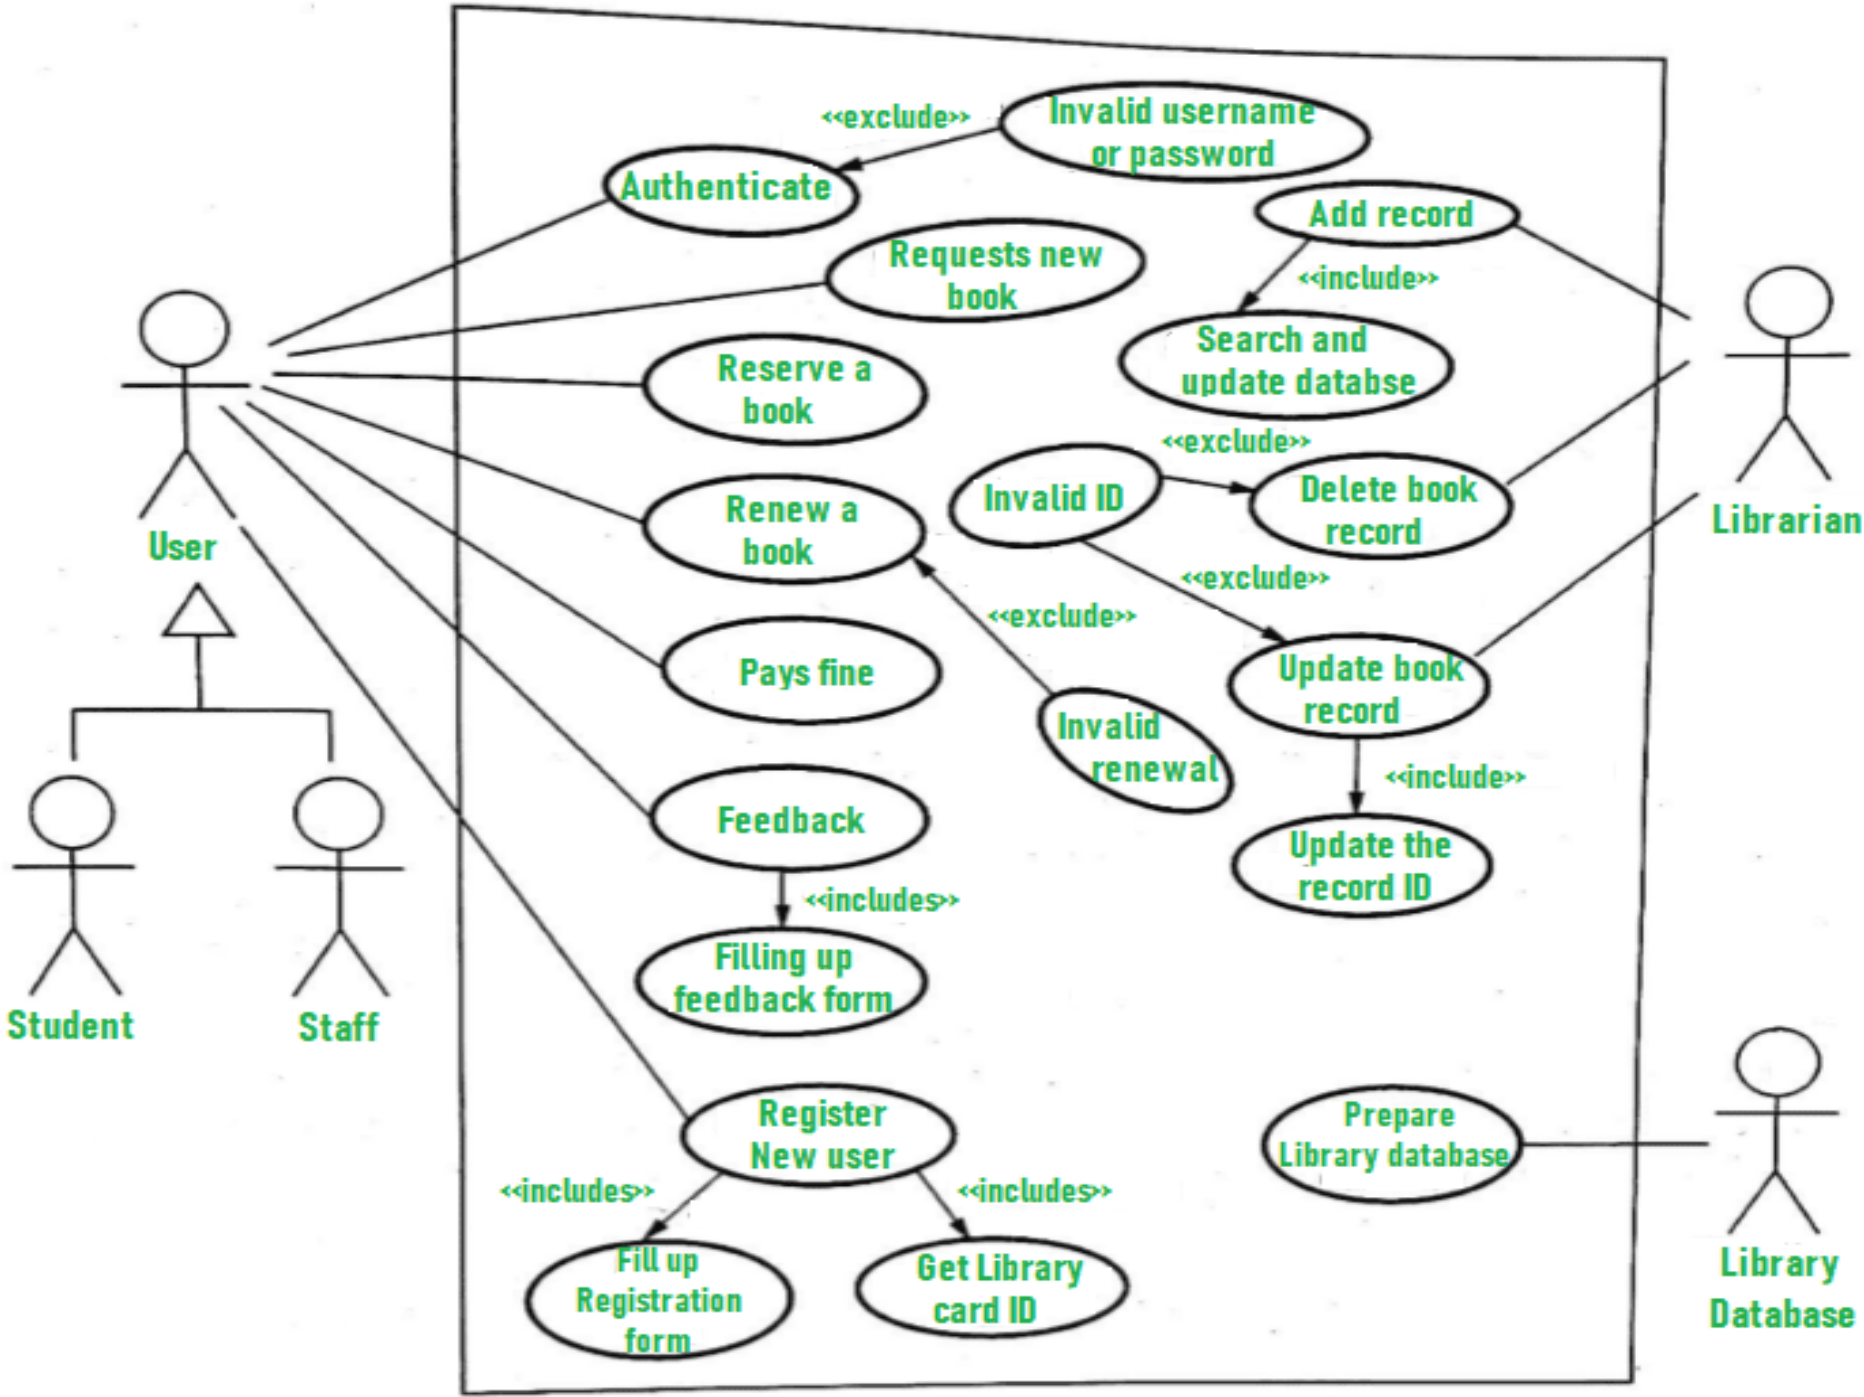 <<exclude>>
Invalid username
or password
Authenticate
Add record
Requests new
book
<<include>>
Search and
update databse
Reserve a
book
<<exclude>>
Invalid ID
Delete book
record
Renew a
book
User
Librarian
<<exclude>>
<<exclude>>
Pays fine
Update book
record
Invalid
renewal
<<include>>
Feedback
Update the
record ID
<<includes>>
Filling up
feedback form
Student
Staff
Register
New user
Prepare
Library database
<<includes>>
<<includes>>
Fill up
Registration
form
Get Library
card ID
Library
Database